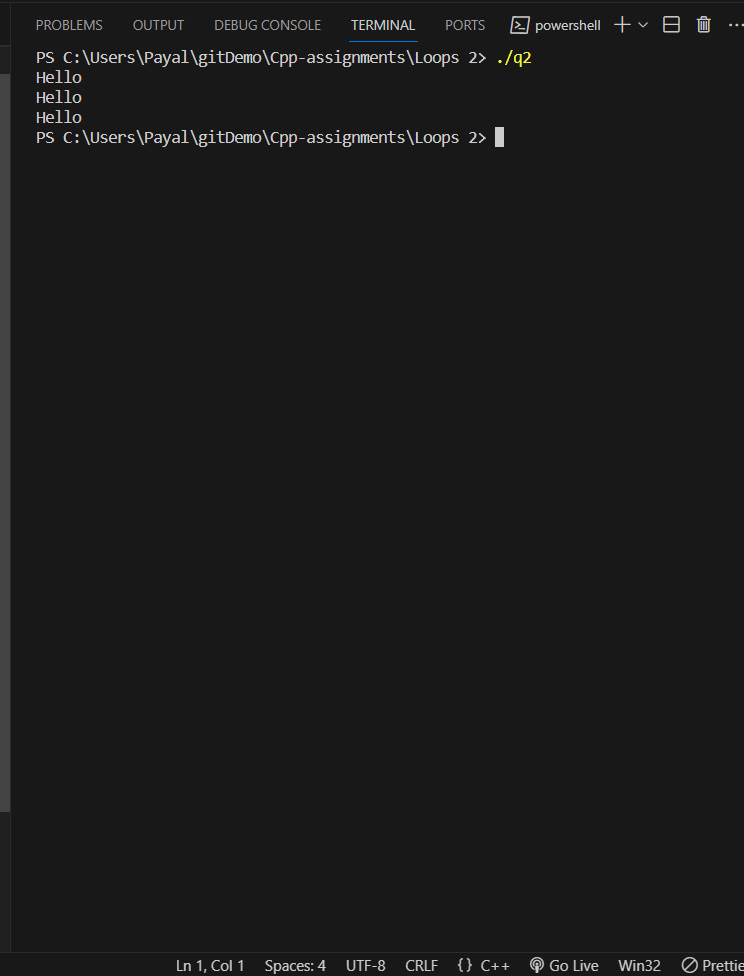 PROBLEMS OUTPUT DEBUG CONSOLE TERMINAL PORTS powershell
PS C:\Users\Payal\gitDemo\Cpp-assignments\Loops 2> ./q2
Hello
Hello
Hello
PS C:\Users\Payal\gitDemo\Cpp-assignments\Loops 2>
Ln 1, Col 1 Spaces: 4 UTF-8 CRLF {} C++ Go Live Win32 Prettie